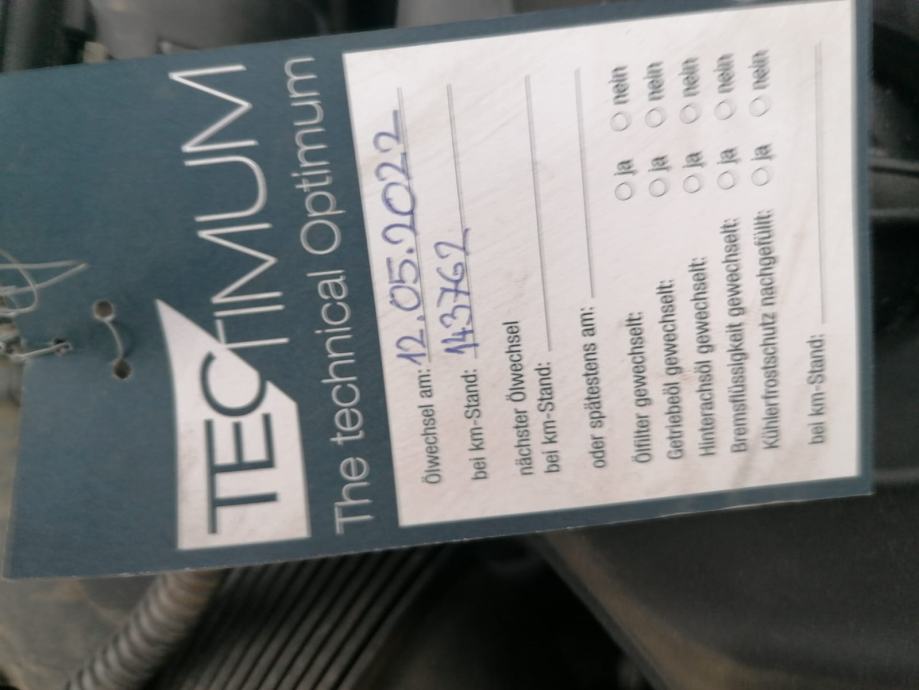 TECTIMUM
The technical Optimum
Ölwechsel am: 12.05.2022
bei km-Stand: 143762
nächster Ölwechsel
bei km-Stand:
oder spätestens am:
Ölfilter gewechselt: ja nein
Getriebeöl gewechselt: ja nein
Hinterachsöl gewechselt: ja nein
Bremsflüssigkeit gewechselt: ja nein
Kühlerfrostschutz nachgefüllt: ja nein
bei km-Stand: